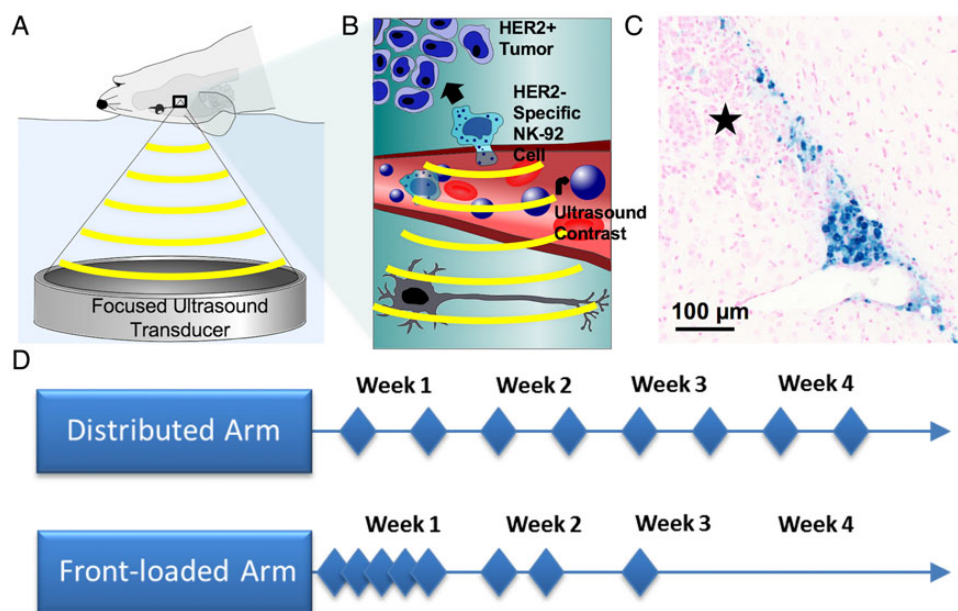 A
Focused Ultrasound
Transducer
B
HER2+
Tumor
HER2-
Specific
NK-92
Cell
Ultrasound
Contrast
C
100 µm
D
Distributed Arm
Week 1 Week 2 Week 3 Week 4
Front-loaded Arm
Week 1 Week 2 Week 3 Week 4